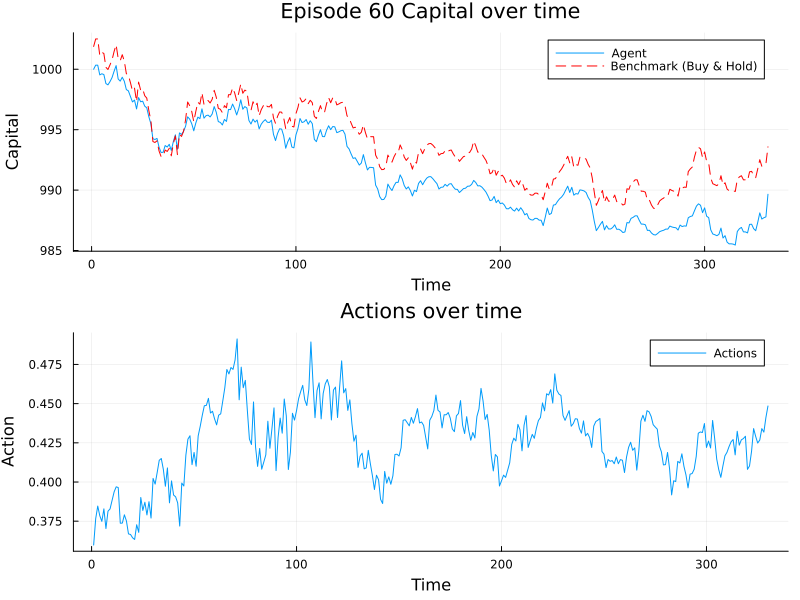 Episode 60 Capital over time
Capital
1000
995
990
985
Agent
Benchmark (Buy & Hold)
0
100
200
300
Time
Actions over time
Action
0.475
0.450
0.425
0.400
0.375
Actions
0
100
200
300
Time